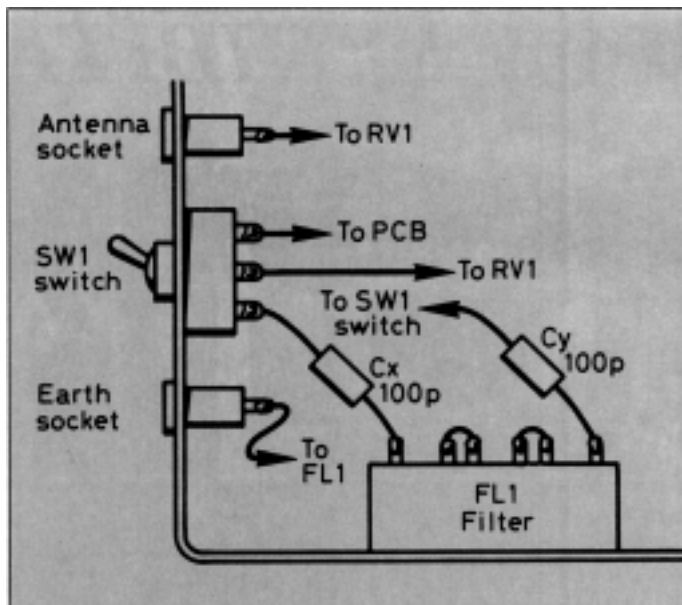 Antenna
socket
To RV1
To PCB
SW1
switch
To RV1
To SW1
switch
Cy
100p
Cx
100p
Earth
socket
To
FL1
FL1
Filter